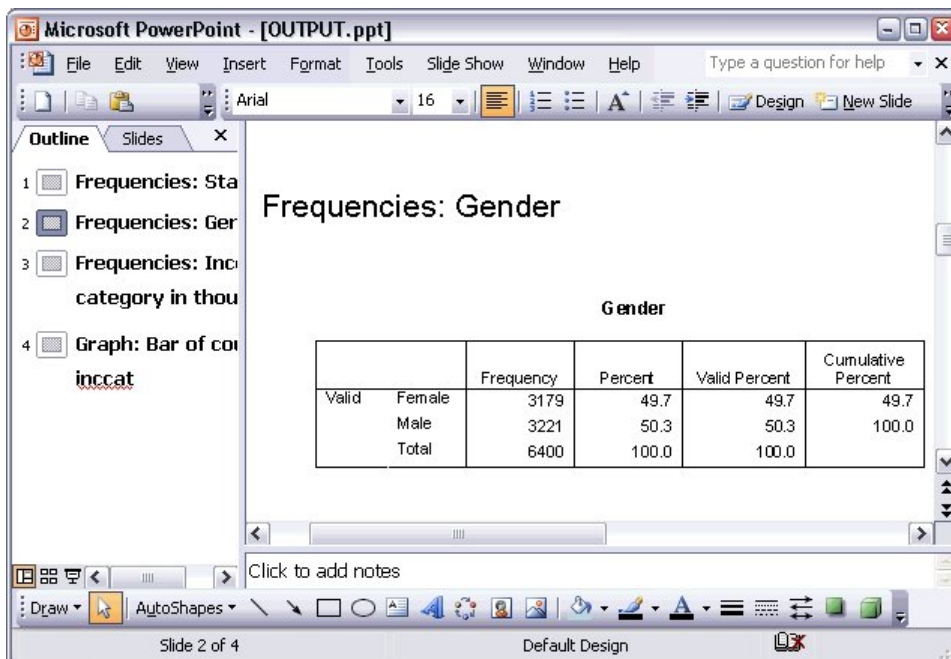 Microsoft PowerPoint - [OUTPUT.ppt]
File Edit View Insert Format Tools Slide Show Window Help Type a question for help
Arial 16 Design New Slide
Outline Slides
1 Frequencies: Sta
2 Frequencies: Ger
3 Frequencies: Inc
category in thou
4 Graph: Bar of cou
inccat
Frequencies: Gender
Gender
Frequency Percent Valid Percent Cumulative Percent
Valid Female 3179 49.7 49.7 49.7
Male 3221 50.3 50.3 100.0
Total 6400 100.0 100.0
Click to add notes
Draw AutoShapes
Slide 2 of 4 Default Design